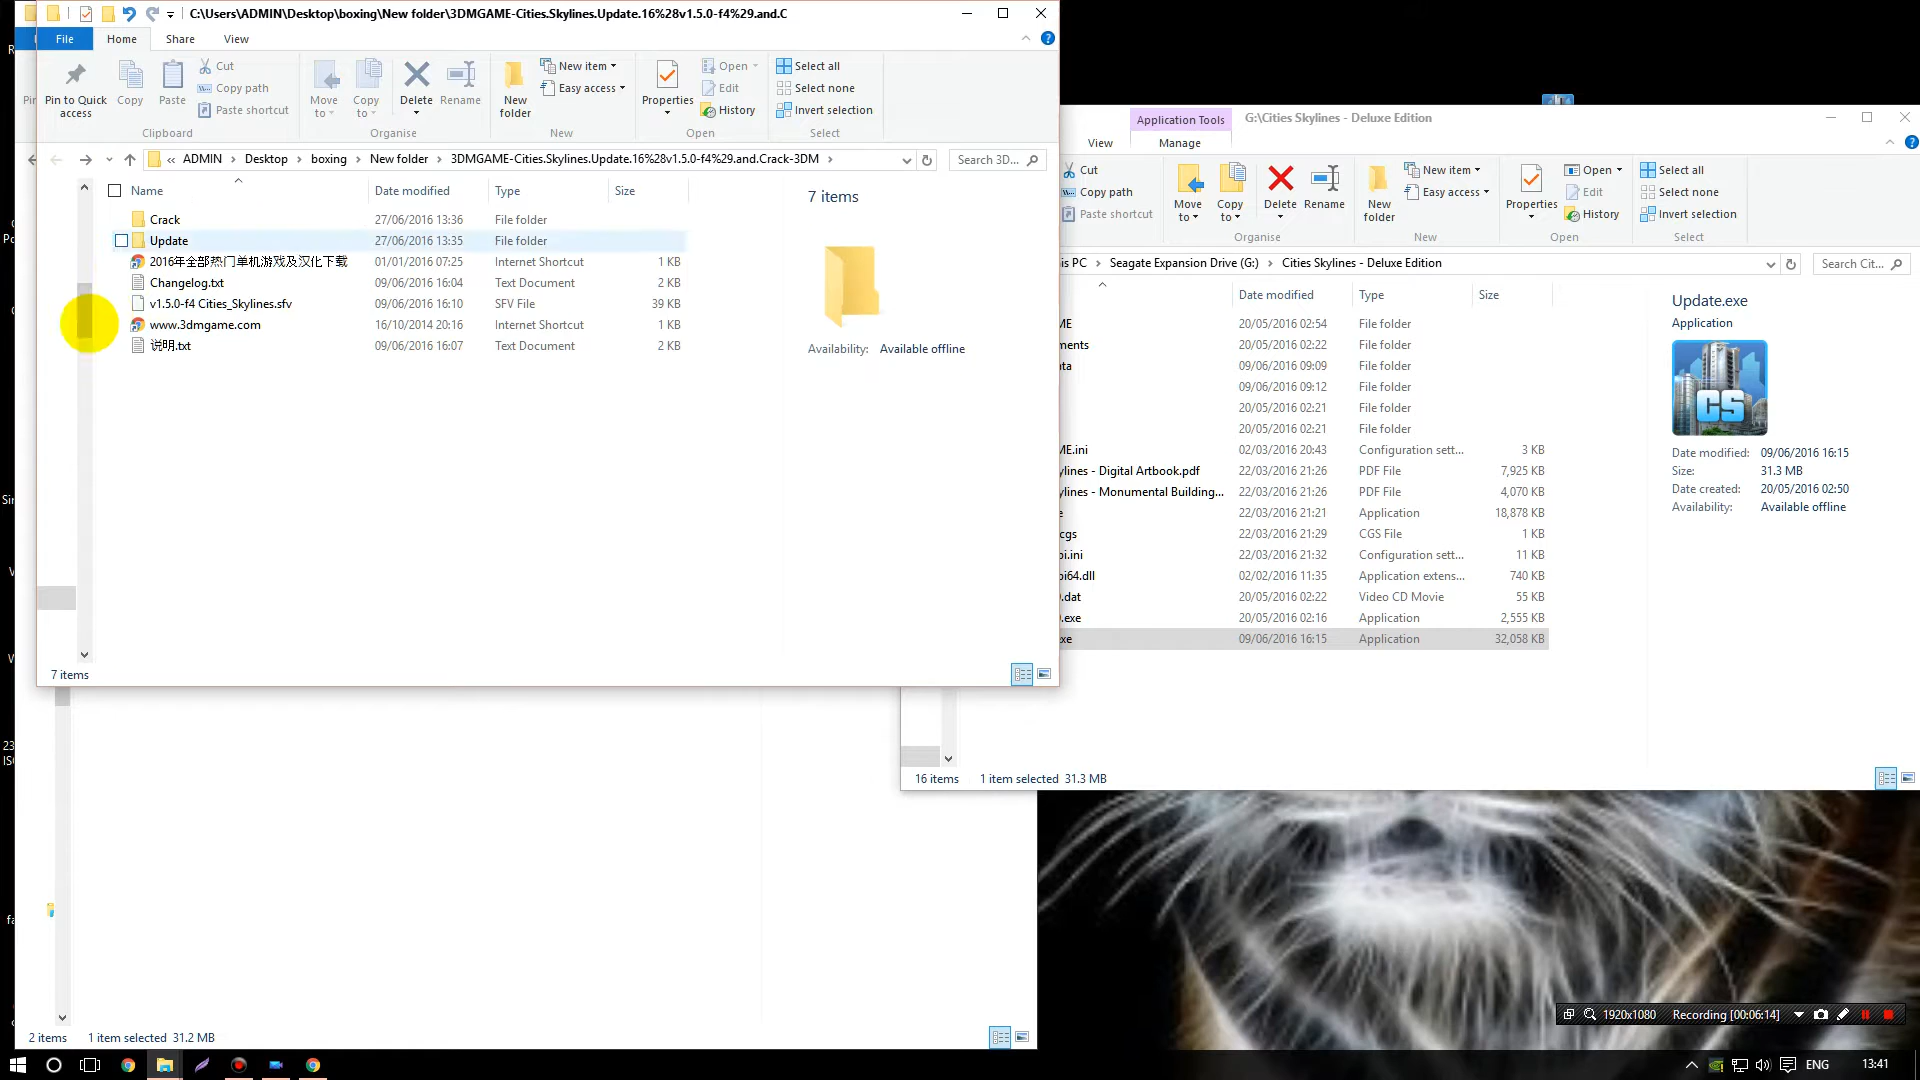 C:\Users\ADMIN\Desktop\boxing\New folder\3DMGAME-Cities.Skylines.Update.16%28v1.5.0-f4%29.and.C
File Home Share View
Pin to Quick access
Copy
Paste
Cut
Copy path
Paste shortcut
Move to
Copy to
Delete
Rename
New folder
New item
Easy access
Properties
Open
Edit
History
Select all
Select none
Invert selection
Clipboard Organise New Open Select
« ADMIN > Desktop > boxing > New folder > 3DMGAME-Cities.Skylines.Update.16%28v1.5.0-f4%29.and.Crack-3DM >
Search 3D...
Name Date modified Type Size
Crack 27/06/2016 13:36 File folder
Update 27/06/2016 13:35 File folder
2016年全部热门单机游戏及汉化下载 01/01/2016 07:25 Internet Shortcut 1 KB
Changelog.txt 09/06/2016 16:04 Text Document 2 KB
v1.5.0-f4 Cities_Skylines.sfv 09/06/2016 16:10 SFV File 39 KB
www.3dmgame.com 16/10/2014 20:16 Internet Shortcut 1 KB
说明.txt 09/06/2016 16:07 Text Document 2 KB
7 items
Availability: Available offline
7 items
Application Tools
G:\Cities Skylines - Deluxe Edition
View Manage
Cut
Copy path
Paste shortcut
Move to
Copy to
Delete
Rename
New folder
New item
Easy access
Properties
Open
Edit
History
Select all
Select none
Invert selection
Organise New Open Select
is PC > Seagate Expansion Drive (G:) > Cities Skylines - Deluxe Edition
Search Cit...
Date modified Type Size
ME 20/05/2016 02:54 File folder
ments 20/05/2016 02:22 File folder
ta 09/06/2016 09:09 File folder
09/06/2016 09:12 File folder
20/05/2016 02:21 File folder
20/05/2016 02:21 File folder
ME.ini 02/03/2016 20:43 Configuration sett... 3 KB
ylines - Digital Artbook.pdf 22/03/2016 21:26 PDF File 7,925 KB
ylines - Monumental Building... 22/03/2016 21:26 PDF File 4,070 KB
e 22/03/2016 21:21 Application 18,878 KB
cgs 22/03/2016 21:29 CGS File 1 KB
pi.ini 22/03/2016 21:32 Configuration sett... 11 KB
pi64.dll 02/02/2016 11:35 Application extens... 740 KB
.dat 20/05/2016 02:22 Video CD Movie 55 KB
.exe 20/05/2016 02:16 Application 2,555 KB
xe 09/06/2016 16:15 Application 32,058 KB
Update.exe
Application
CS
Date modified: 09/06/2016 16:15
Size: 31.3 MB
Date created: 20/05/2016 02:50
Availability: Available offline
16 items 1 item selected 31.3 MB
2 items 1 item selected 31.2 MB
1920x1080 Recording [00:06:14]
ENG 13:41